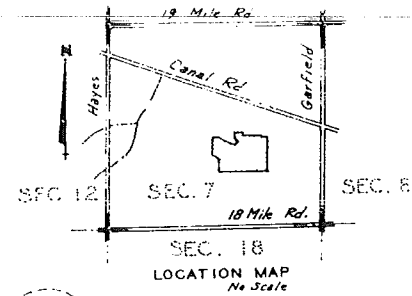 19 Mile Rd
Canal Rd
Hayes
Garfield
SEC. 12
SEC. 7
SEC. 8
18 Mile Rd.
SEC. 18
LOCATION MAP
No Scale